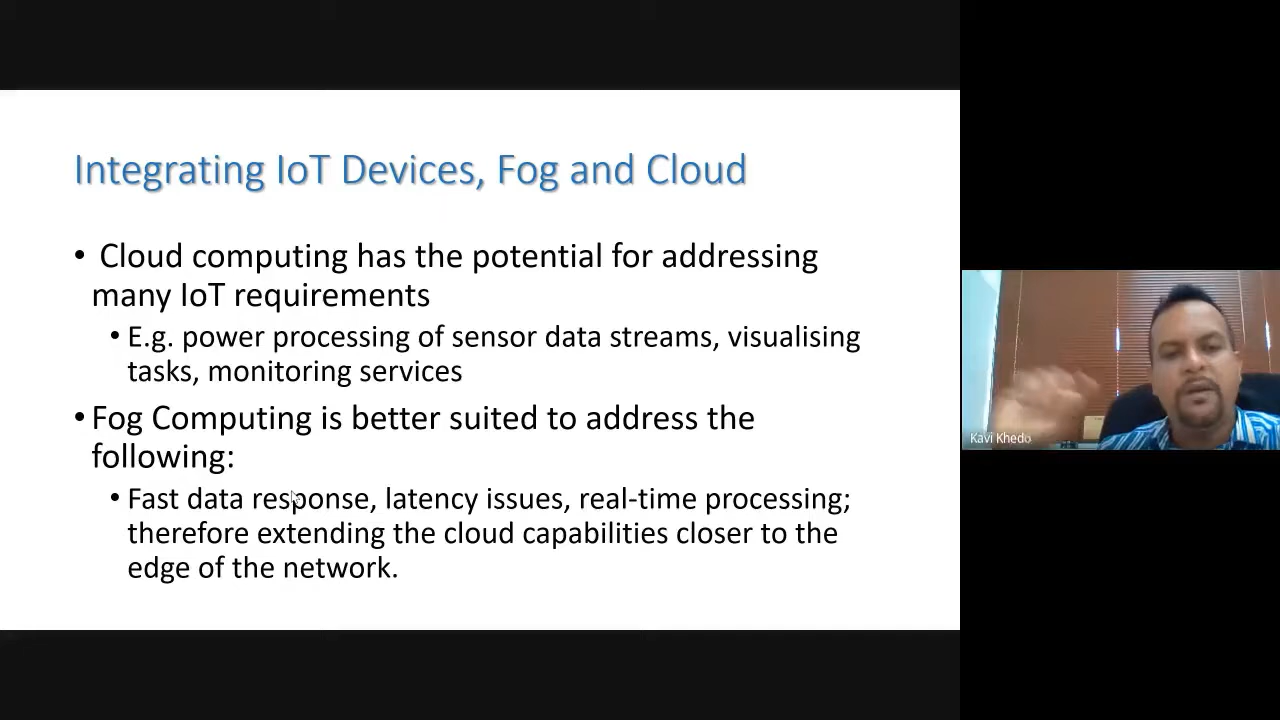 Integrating IoT Devices, Fog and Cloud
• Cloud computing has the potential for addressing
many IoT requirements
• E.g. power processing of sensor data streams, visualising
tasks, monitoring services
• Fog Computing is better suited to address the
following:
• Fast data response, latency issues, real-time processing;
therefore extending the cloud capabilities closer to the
edge of the network.
Kavi Khedo